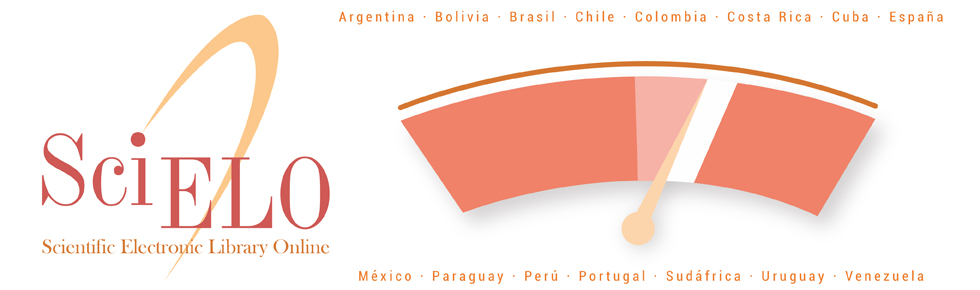 Argentina · Bolivia · Brasil · Chile · Colombia · Costa Rica · Cuba · España
SciELO
Scientific Electronic Library Online
México · Paraguay · Perú · Portugal · Sudáfrica · Uruguay · Venezuela